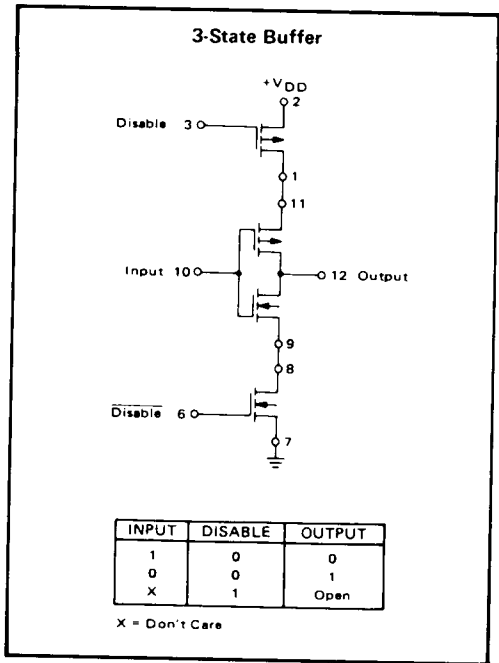 3-State Buffer
+VDD
2
Disable 3
1
11
Input 10
12 Output
9
8
Disable 6
7
INPUT DISABLE OUTPUT
1 0 0
0 0 1
X 1 Open
X = Don't Care